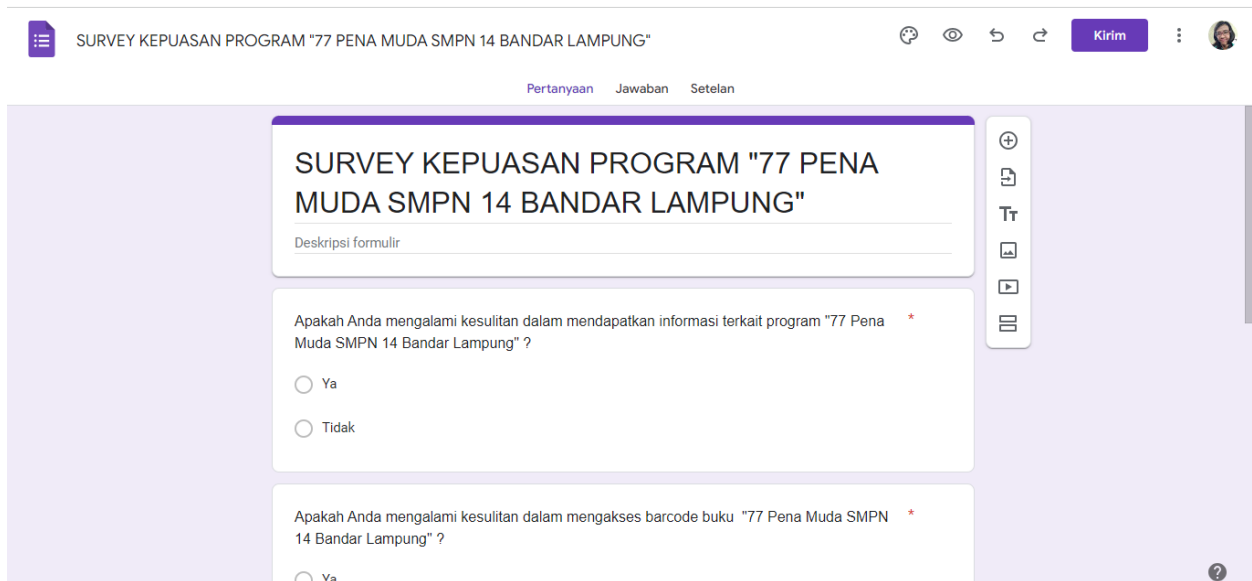 SURVEY KEPUASAN PROGRAM "77 PENA MUDA SMPN 14 BANDAR LAMPUNG"
Kirim
Pertanyaan Jawaban Setelan
SURVEY KEPUASAN PROGRAM "77 PENA
MUDA SMPN 14 BANDAR LAMPUNG"
Deskripsi formulir
Apakah Anda mengalami kesulitan dalam mendapatkan informasi terkait program "77 Pena *
Muda SMPN 14 Bandar Lampung" ?
Ya
Tidak
Apakah Anda mengalami kesulitan dalam mengakses barcode buku  "77 Pena Muda SMPN *
14 Bandar Lampung" ?
Ya